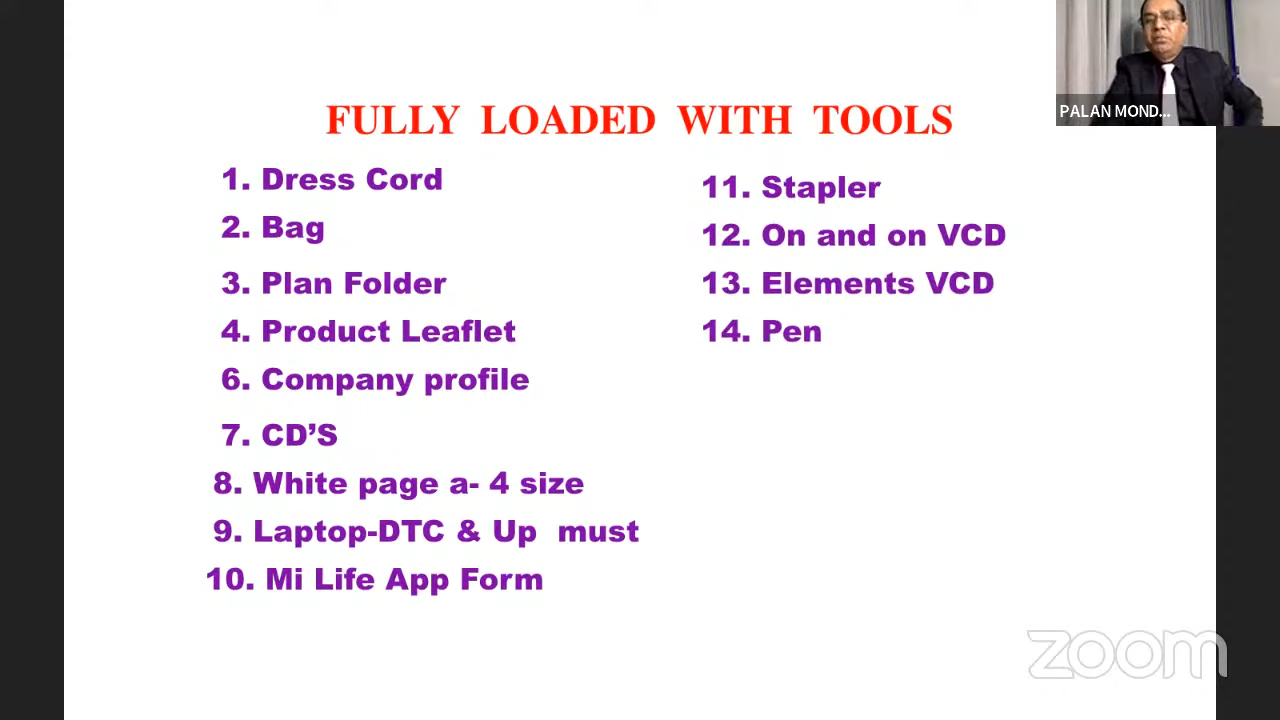 FULLY LOADED WITH TOOLS
1. Dress Cord
2. Bag
3. Plan Folder
4. Product Leaflet
6. Company profile
7. CD’S
8. White page a- 4 size
9. Laptop-DTC & Up must
10. Mi Life App Form
11. Stapler
12. On and on VCD
13. Elements VCD
14. Pen
PALAN MOND...
zoom